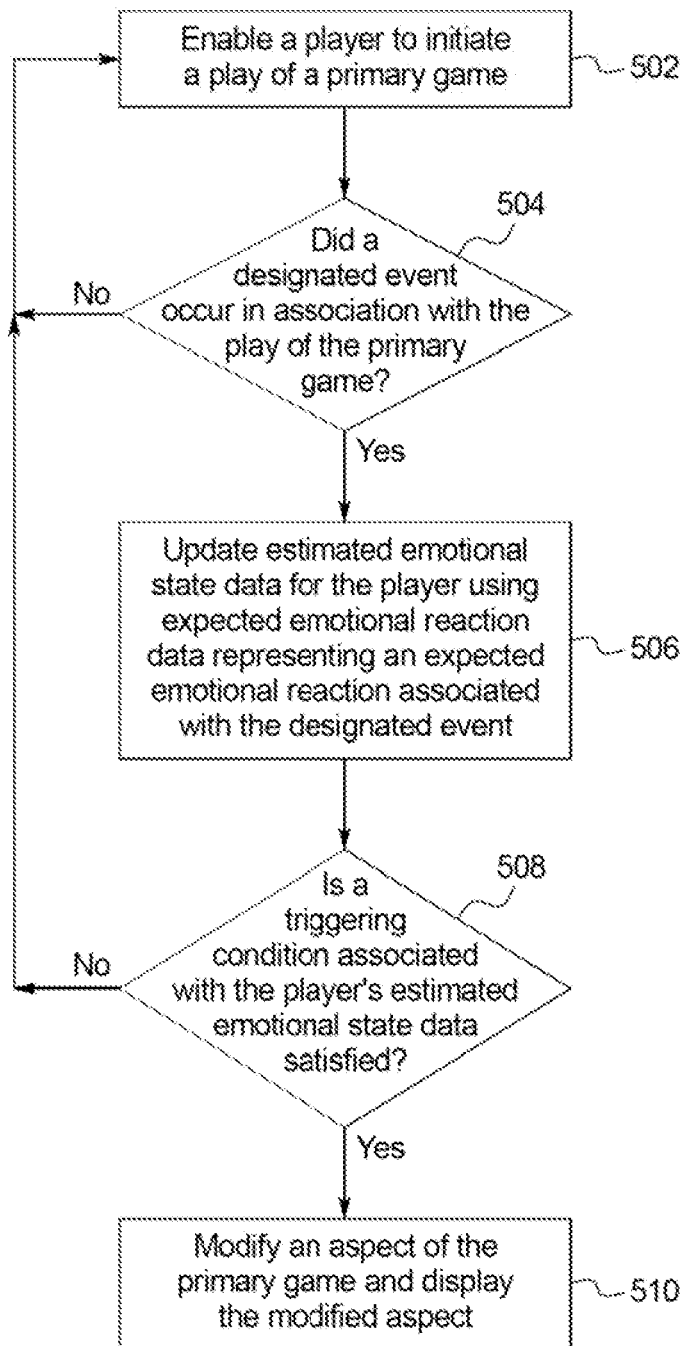 Enable a player to initiate
a play of a primary game
502
504
Did a
designated event
occur in association with the
play of the primary
game?
No
Yes
Update estimated emotional
state data for the player using
expected emotional reaction
data representing an expected
emotional reaction associated
with the designated event
506
508
Is a
triggering
condition associated
with the player's estimated
emotional state data
satisfied?
No
Yes
Modify an aspect of the
primary game and display
the modified aspect
510